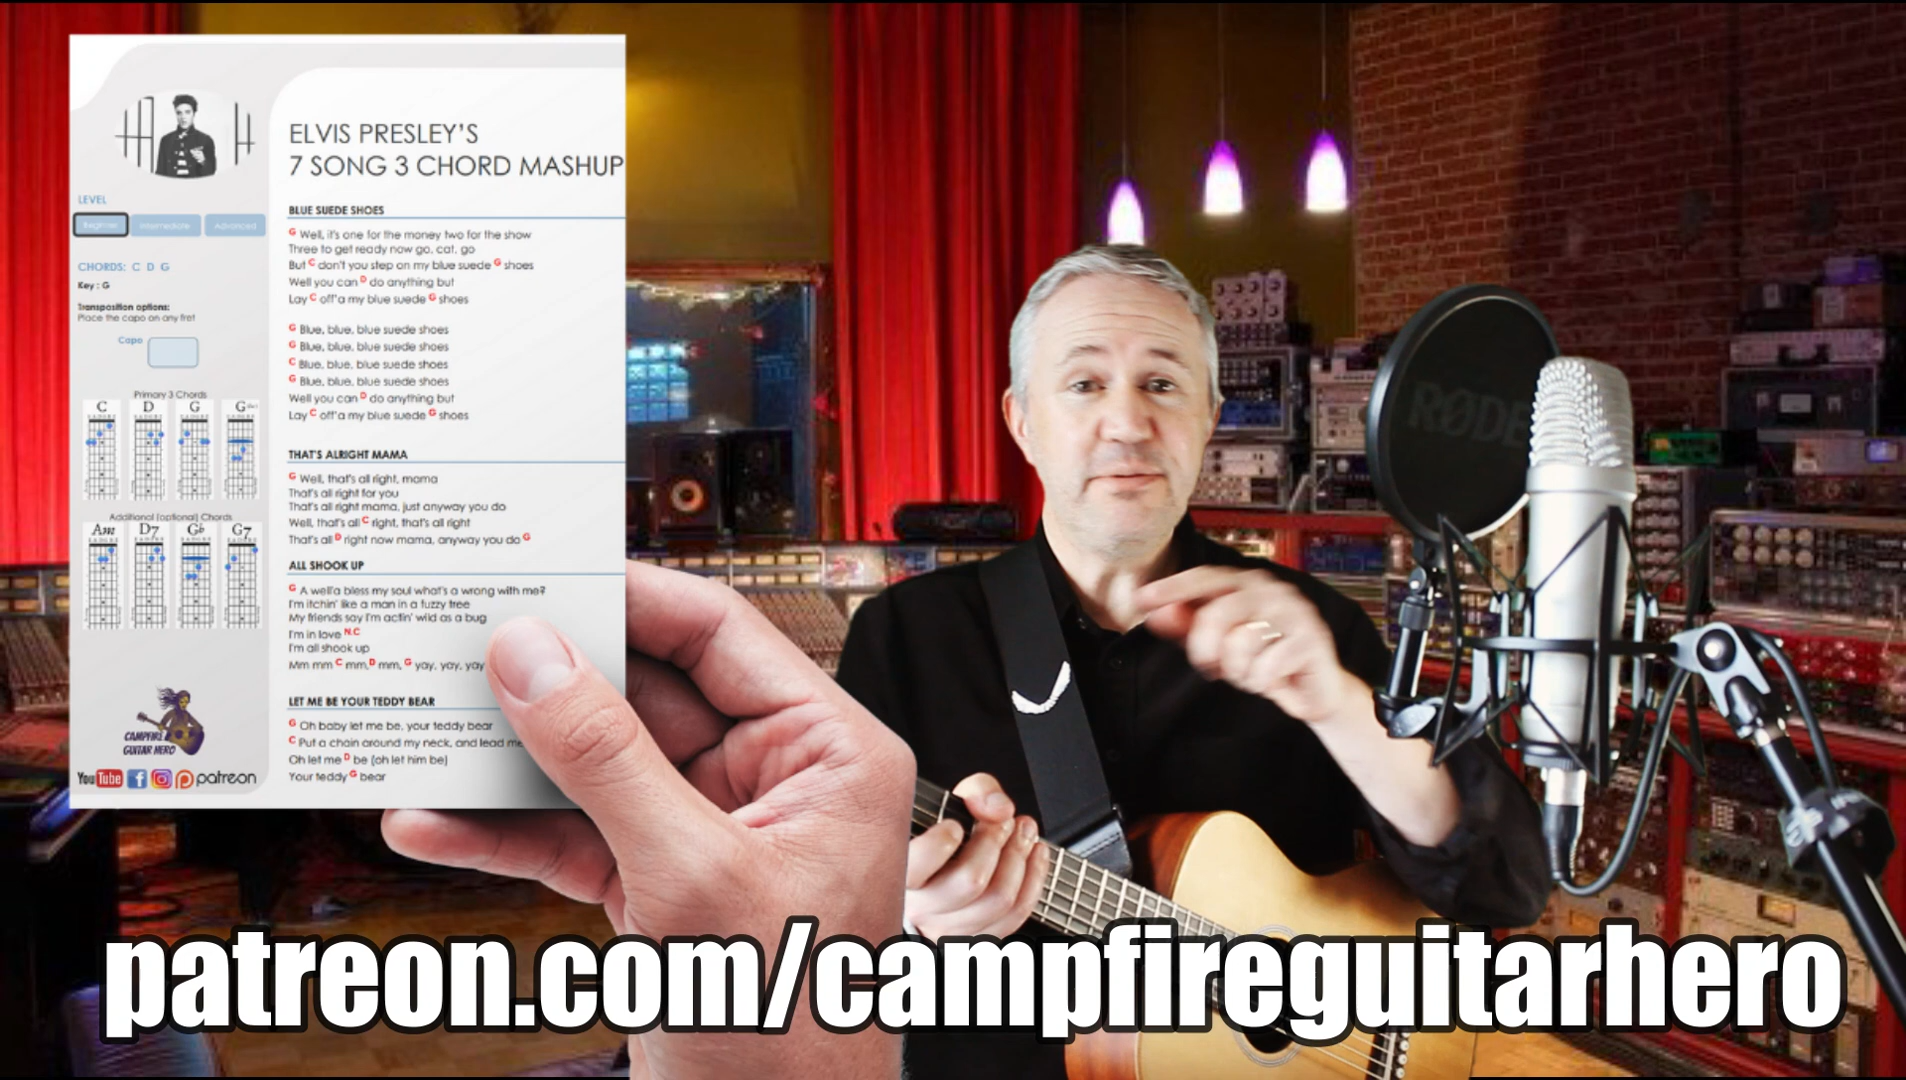 ELVIS PRESLEY'S
7 SONG 3 CHORD MASHUP
LEVEL
Beginner Intermediate Advanced
CHORDS: C D G
Key : G
Transposition options:
Place the capo on any fret
Capo
Primary 3 Chords
C D G G
Additional (optional) Chords
Am D7 G♭ G7
CAMPFIRE
GUITAR HERO
YouTube patreon
BLUE SUEDE SHOES
G Well, it's one for the money two for the show
Three to get ready now go, cat, go
But C don't you step on my blue suede G shoes
Well you can D do anything but
Lay C off'a my blue suede G shoes
G Blue, blue, blue suede shoes
G Blue, blue, blue suede shoes
C Blue, blue, blue suede shoes
G Blue, blue, blue suede shoes
Well you can D do anything but
Lay C off'a my blue suede G shoes
THAT'S ALRIGHT MAMA
G Well, that's all right, mama
That's all right for you
That's all right mama, just anyway you do
Well, that's all C right, that's all right
That's all D right now mama, anyway you do G
ALL SHOOK UP
G A well'a bless my soul what's a wrong with me?
I'm itchin' like a man in a fuzzy tree
My friends say I'm actin' wild as a bug
I'm in love N.C
I'm all shook up
Mm mm C mm, D mm, G yay, yay, yay
LET ME BE YOUR TEDDY BEAR
G Oh baby let me be, your teddy bear
C Put a chain around my neck, and lead me
Oh let me D be (oh let him be)
Your teddy G bear
RØDE
patreon.com/campfireguitarhero